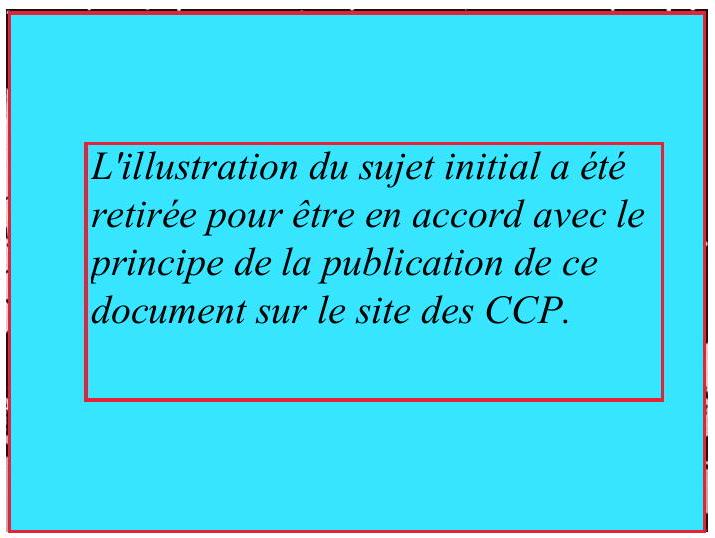 L'illustration du sujet initial a été
retirée pour être en accord avec le
principe de la publication de ce
document sur le site des CCP.